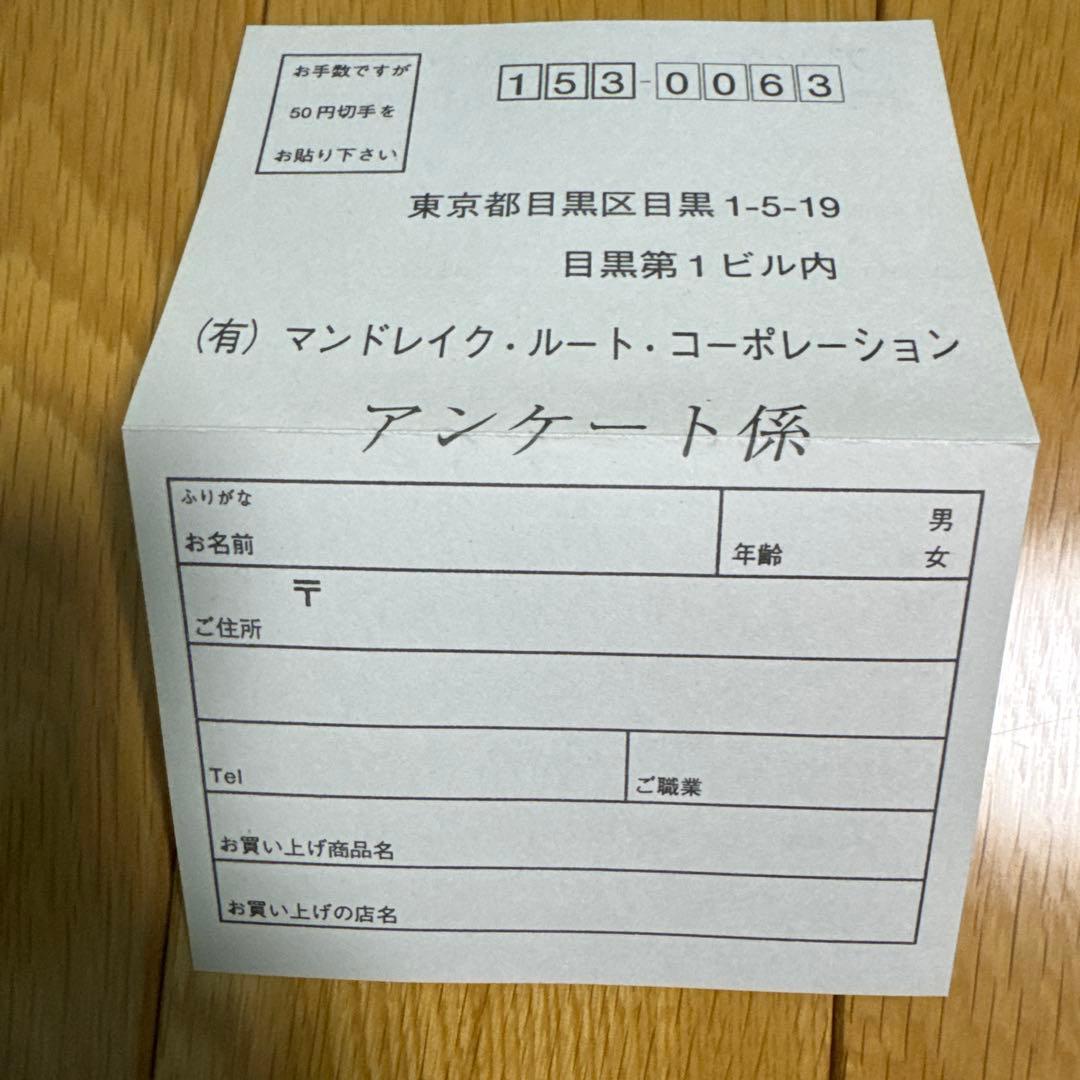 お手数ですが
50円切手を
お貼り下さい
153-0063
東京都目黒区目黒1-5-19
目黒第1ビル内
(有) マンドレイク・ルート・コーポレーション
アンケート係
ふりがな
お名前
年齢
男
女
〒
ご住所
Tel
ご職業
お買い上げ商品名
お買い上げの店名